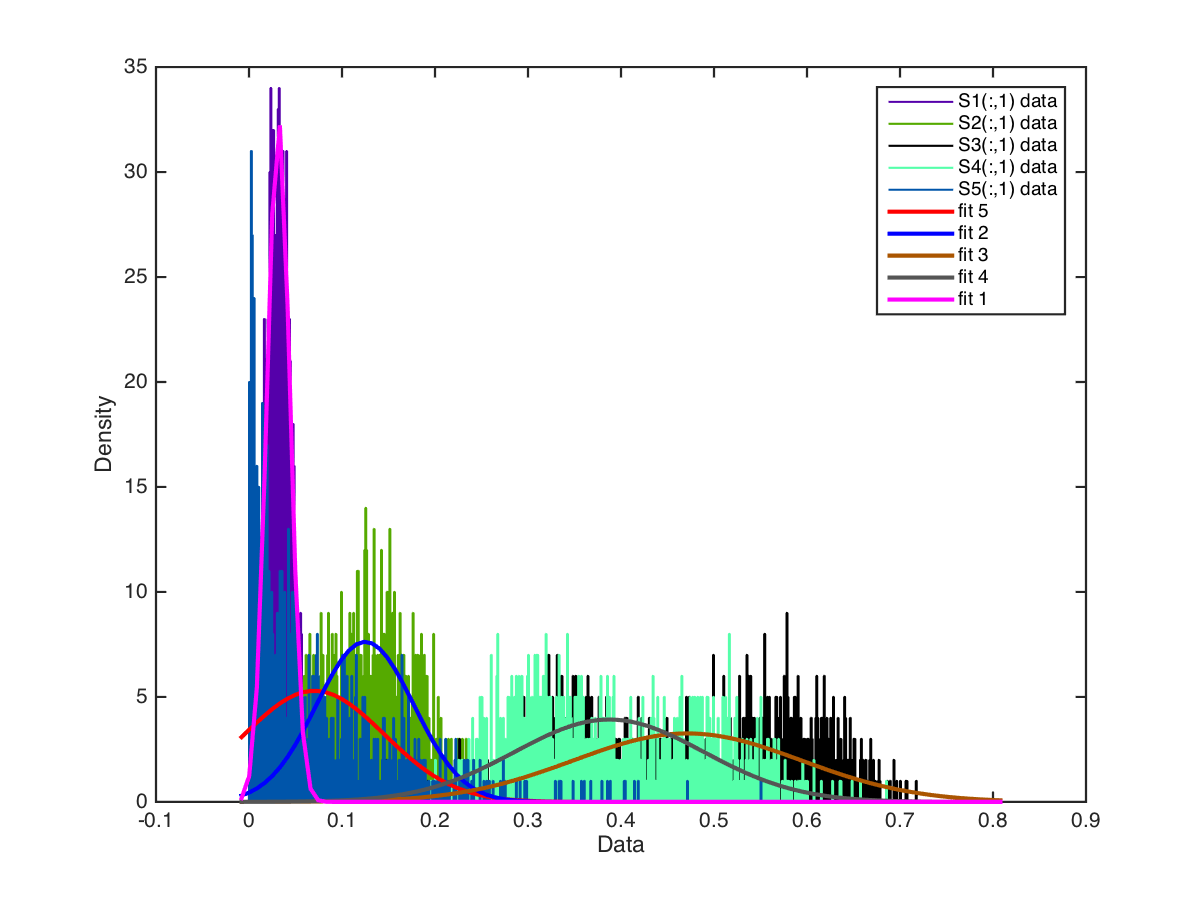 35
30
25
20
15
10
5
0
Density
-0.1 0 0.1 0.2 0.3 0.4 0.5 0.6 0.7 0.8 0.9
Data
S1(:,1) data
S2(:,1) data
S3(:,1) data
S4(:,1) data
S5(:,1) data
fit 5
fit 2
fit 3
fit 4
fit 1